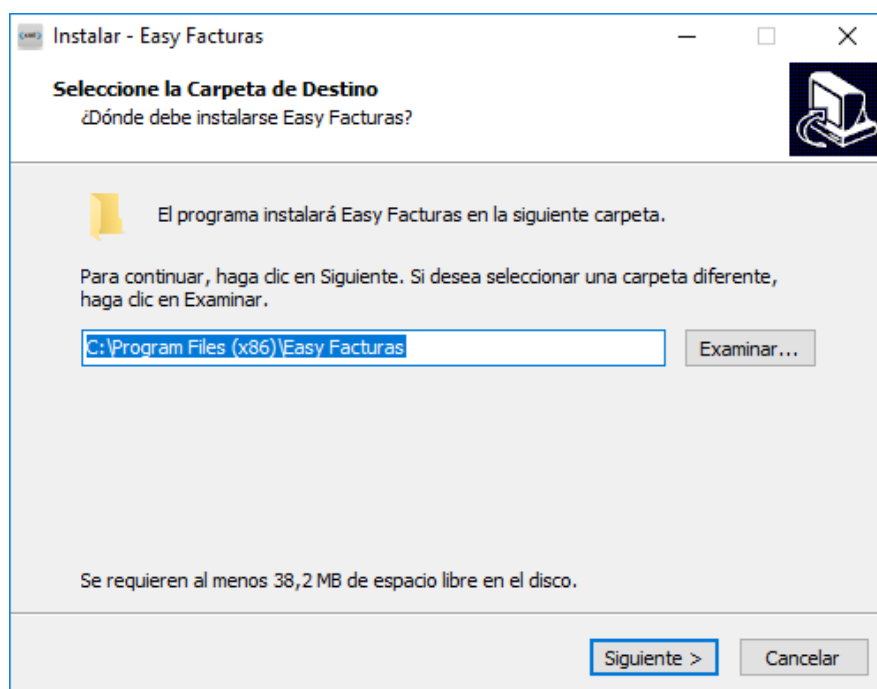 Instalar - Easy Facturas
Seleccione la Carpeta de Destino
¿Dónde debe instalarse Easy Facturas?
El programa instalará Easy Facturas en la siguiente carpeta.
Para continuar, haga clic en Siguiente. Si desea seleccionar una carpeta diferente,
haga clic en Examinar.
C:\Program Files (x86)\Easy Facturas
Examinar...
Se requieren al menos 38,2 MB de espacio libre en el disco.
Siguiente >
Cancelar